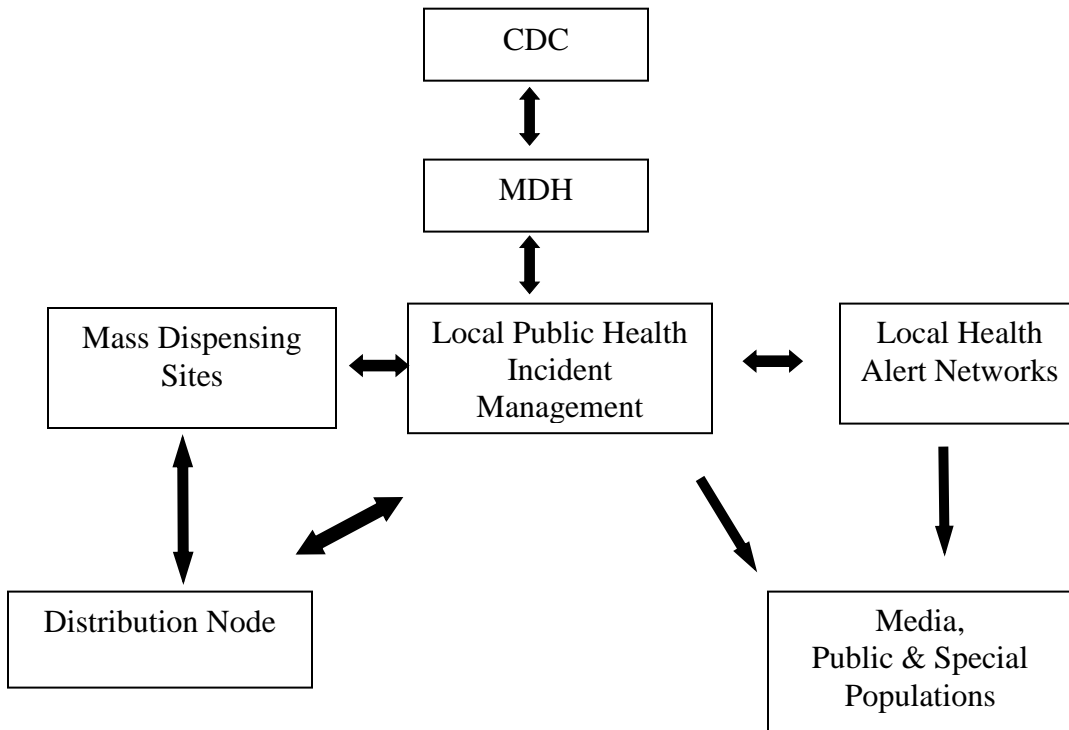 CDC
MDH
Mass Dispensing
Sites
Local Public Health
Incident
Management
Local Health
Alert Networks
Distribution Node
Media,
Public & Special
Populations